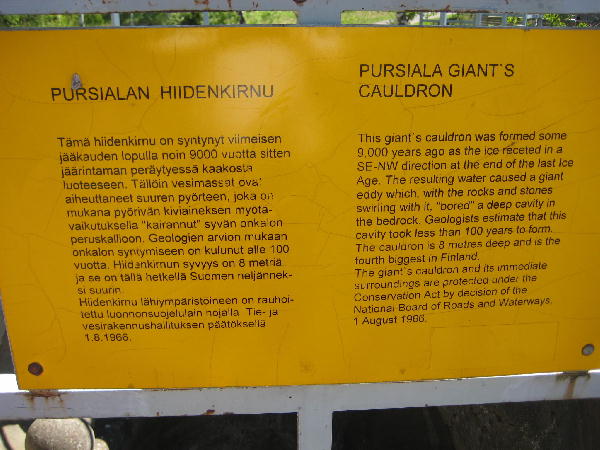 PURSIALAN HIIDENKIRNU
Tämä hiidenkirnu on syntynyt viimeisen
jääkauden lopulla noin 9000 vuotta sitten
jäärintaman peräytyessä kaakosta
luoteeseen. Tällöin vesimassat ovat
aiheuttaneet suuren pyörteen, joka on
mukana pyörivän kiviaineksen myötä-
vaikutuksella "kairannut" syvän onkalon
peruskallioon. Geologien arvion mukaan
onkalon syntymiseen on kulunut alle 100
vuotta. Hiidenkirnun syvyys on 8 metriä
ja se on tällä hetkellä Suomen neljännek-
si suurin.
Hiidenkirnu lähiympäristöineen on rauhoi-
tettu luonnonsuojelulain nojalla. Tie- ja
vesirakennushallituksen päätöksellä
1.8.1966.
PURSIALA GIANT`S
CAULDRON
This giant`s cauldron was formed some
9,000 years ago as the ice receted in a
SE-NW direction at the end of the last Ice
Age. The resulting water caused a giant
eddy which, with the rocks and stones
swirling with it, "bored" a deep cavity in
the bedrock. Geologists estimate that this
cavity took less than 100 years to form.
The cauldron is 8 metres deep and is the
fourth biggest in Finland.
The giant`s cauldron and its immediate
surroundings are protected under the
Conservation Act by decision of the
National Board of Roads and Waterways,
1 August 1966.